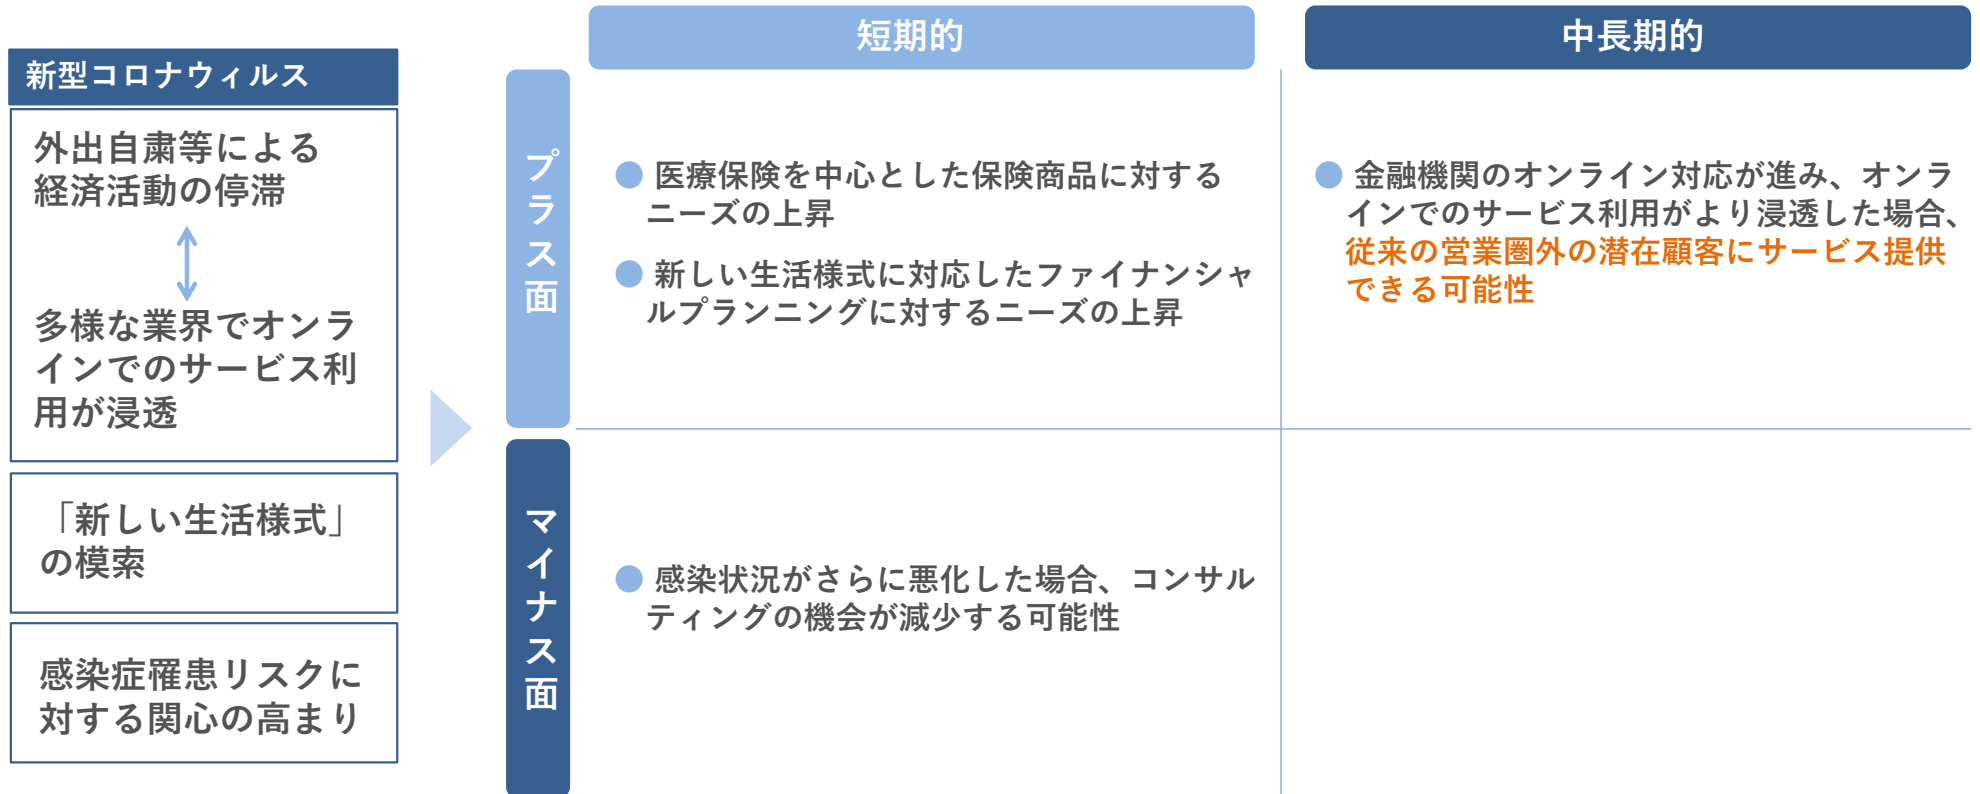 新型コロナウィルス
外出自粛等による
経済活動の停滞
多様な業界でオンラ
インでのサービス利
用が浸透
「新しい生活様式」
の模索
感染症罹患リスクに
対する関心の高まり
短期的
中長期的
プラス面
● 医療保険を中心とした保険商品に対する
ニーズの上昇
● 新しい生活様式に対応したファイナンシャ
ルプランニングに対するニーズの上昇
● 金融機関のオンライン対応が進み、オンラ
インでのサービス利用がより浸透した場合、
従来の営業圏外の潜在顧客にサービス提供
できる可能性
マイナス面
● 感染状況がさらに悪化した場合、コンサル
ティングの機会が減少する可能性